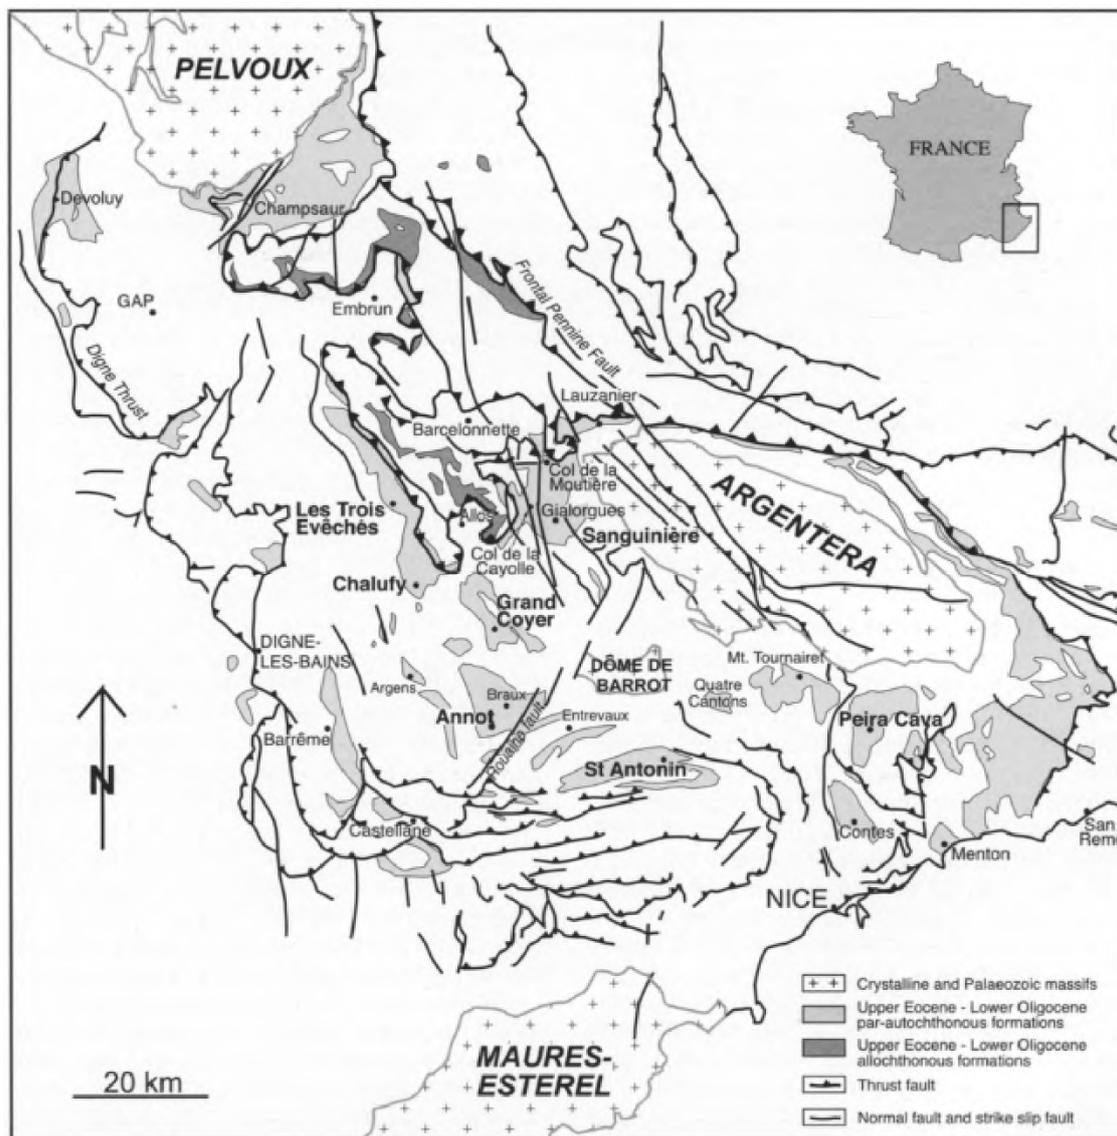 PELVOUX
FRANCE
Devoluy
Champsaur
GAP
Embrun
Frontal Pennine Fault
Digne Thrust
Lauzanier
Barcelonnette
Col de la
Moutière
ARGENTERA
Les Trois
Evêchés
Allos
Gialorgues
Sanguinière
Col de la
Cayolle
Chalufy
Grand
Coyer
DIGNE-
LES-BAINS
DÔME DE
BARROT
Mt. Tournairet
Argens
Quatre
Cantons
Braux
Annot
Entrevaux
Peira Cava
Rouaine fault
Barrême
N
St Antonin
Castellane
Contes
San
Remo
Menton
NICE
Crystalline and Palaeozoic massifs
Upper Eocene - Lower Oligocene
par-autochthonous formations
Upper Eocene - Lower Oligocene
allochthonous formations
MAURES-
ESTEREL
20 km
Thrust fault
Normal fault and strike slip fault